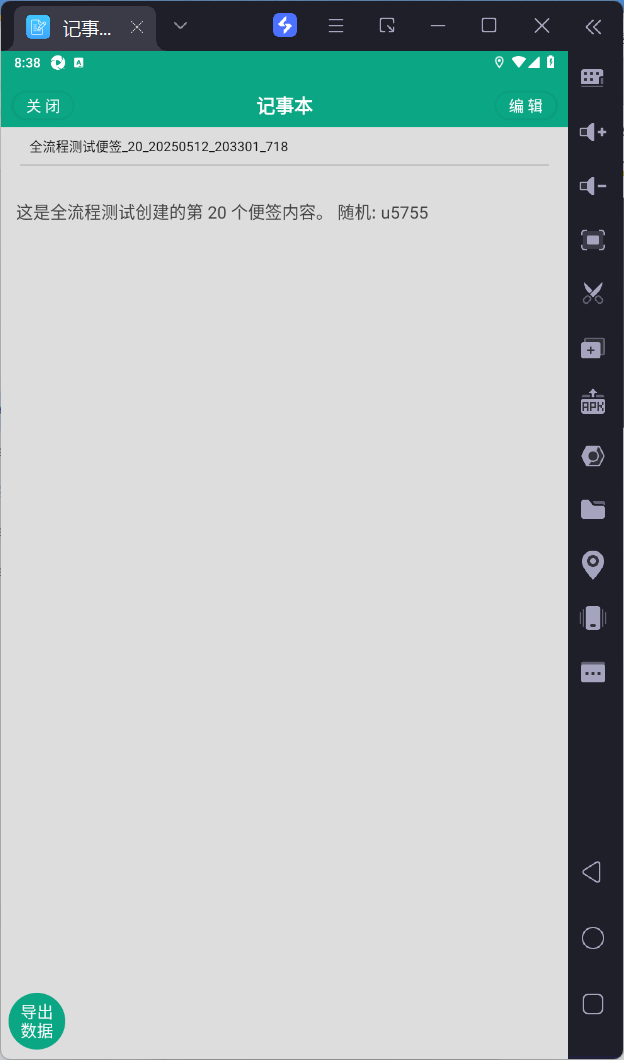 记事...
8:38
关 闭
记事本
编 辑
全流程测试便签_20_20250512_203301_718
这是全流程测试创建的第 20 个便签内容。 随机: u5755
APK
导出
数据